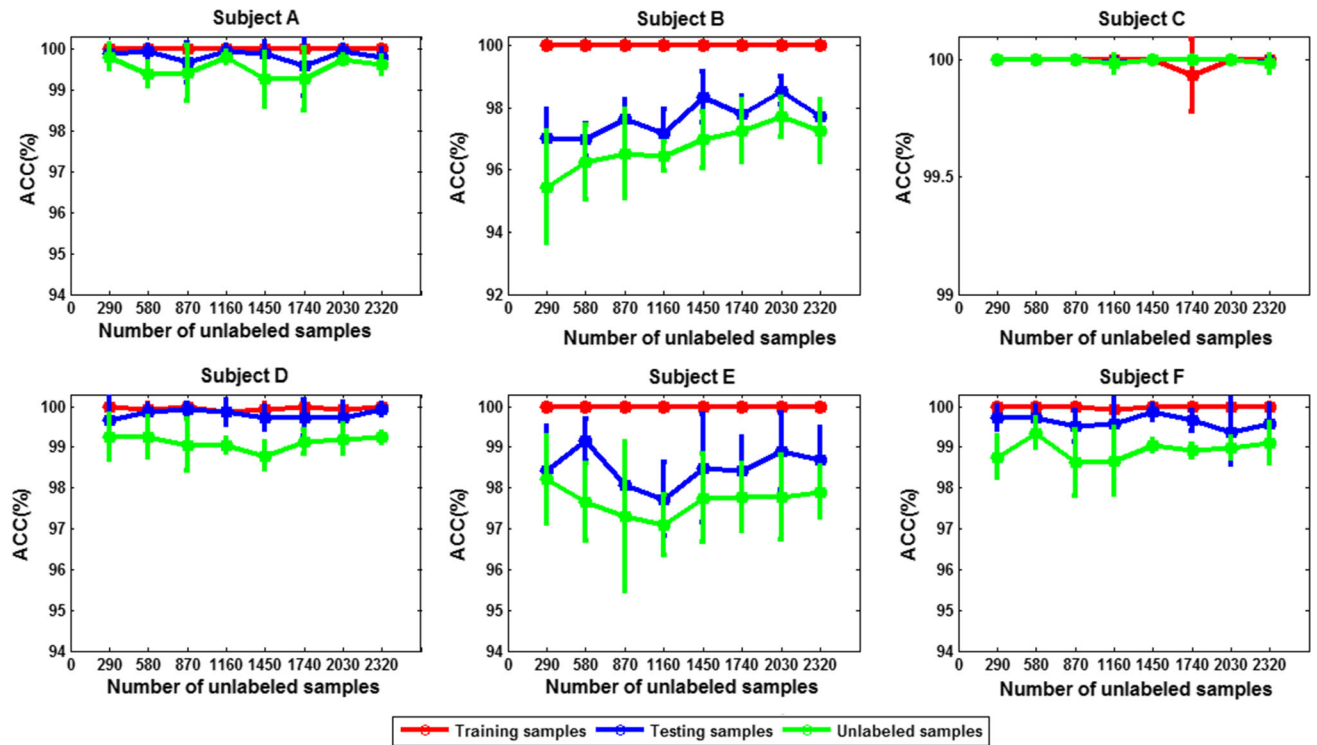 Subject A
ACC(%)
100
99
98
97
96
95
94
0 290 580 870 1160 1450 1740 2030 2320
Number of unlabeled samples
Subject B
ACC(%)
100
98
96
94
92
0 290 580 870 1160 1450 1740 2030 2320
Number of unlabeled samples
Subject C
ACC(%)
100
99.5
99
0 290 580 870 1160 1450 1740 2030 2320
Number of unlabeled samples
Subject D
ACC(%)
100
99
98
97
96
95
94
0 290 580 870 1160 1450 1740 2030 2320
Number of unlabeled samples
Subject E
ACC(%)
100
99
98
97
96
95
94
0 290 580 870 1160 1450 1740 2030 2320
Number of unlabeled samples
Subject F
ACC(%)
100
99
98
97
96
95
94
0 290 580 870 1160 1450 1740 2030 2320
Number of unlabeled samples
Training samples Testing samples Unlabeled samples